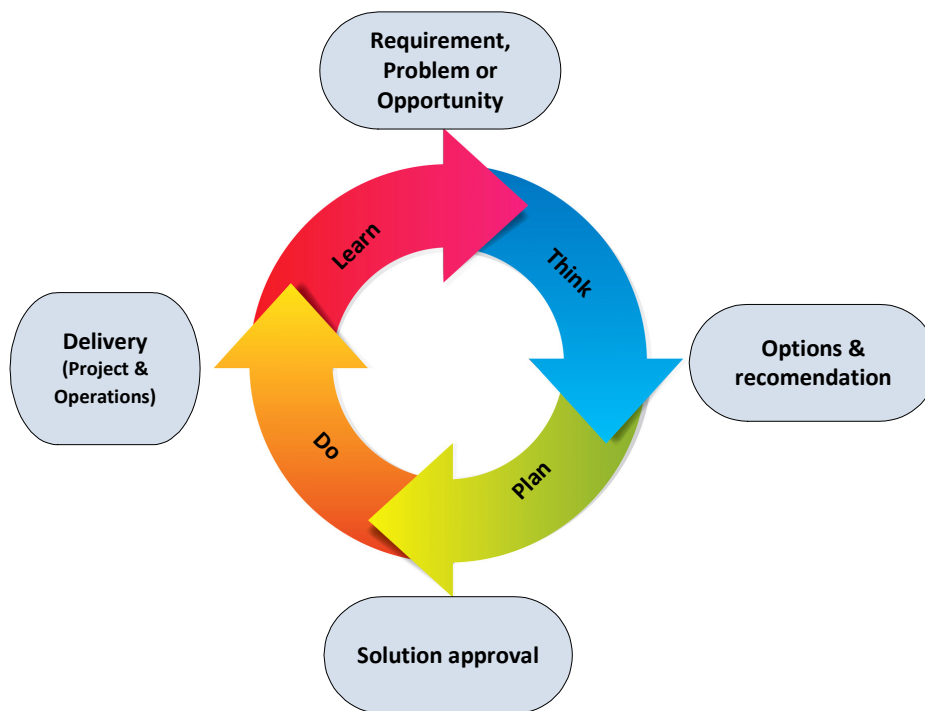 Requirement,
Problem or
Opportunity
Learn
Think
Delivery
(Project &
Operations)
Options &
recomendation
Do
Plan
Solution approval